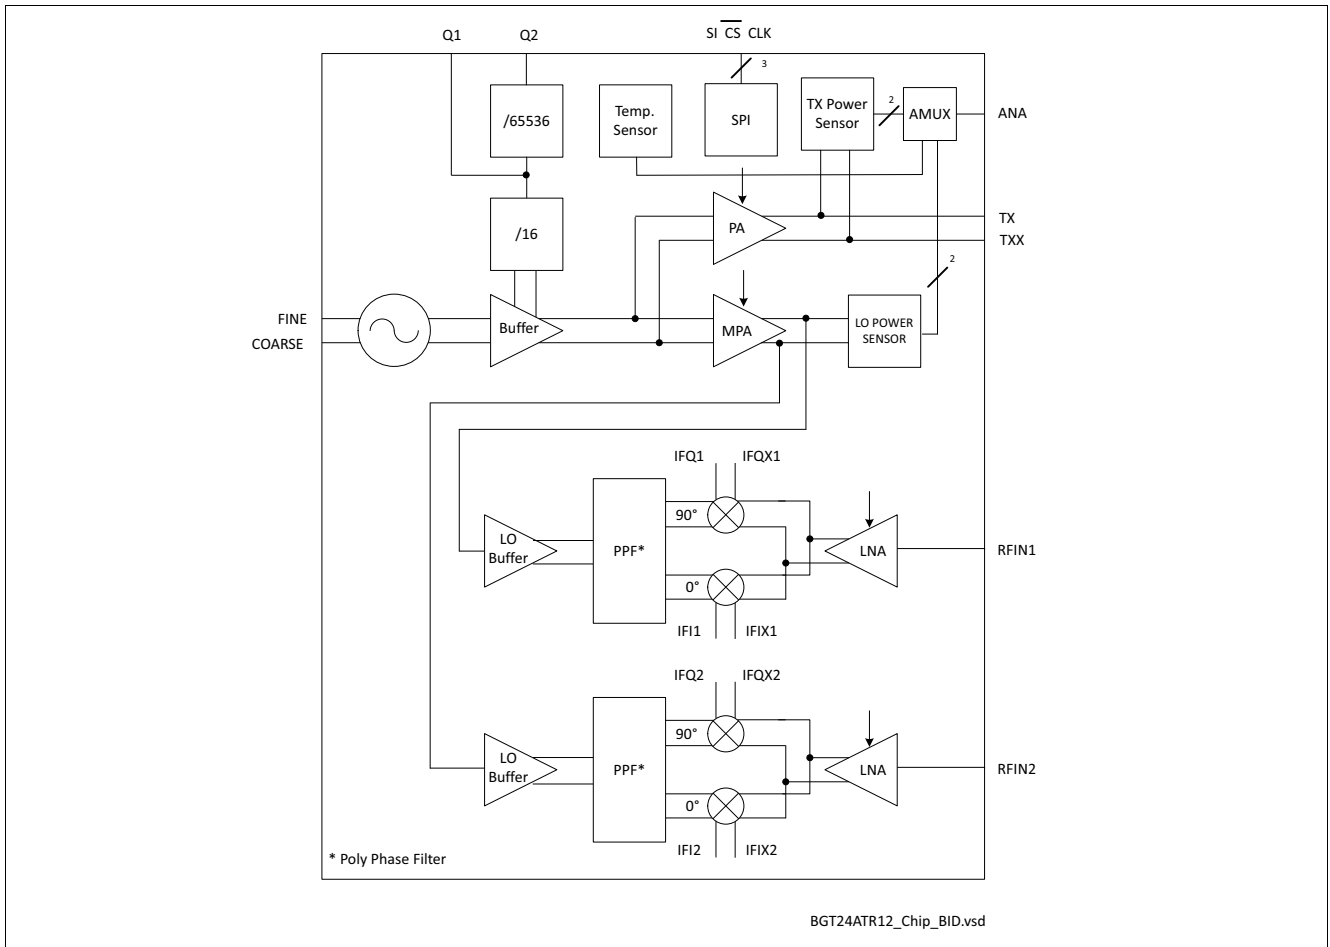 Q1
Q2
SI CS CLK
3
/65536
Temp.
Sensor
SPI
TX Power
Sensor
2
AMUX
ANA
/16
PA
TX
TXX
2
FINE
COARSE
Buffer
MPA
LO POWER
SENSOR
IFQ1
IFQX1
LO
Buffer
PPF*
90°
0°
LNA
RFIN1
IFI1
IFIX1
IFQ2
IFQX2
LO
Buffer
PPF*
90°
0°
LNA
RFIN2
IFI2
IFIX2
* Poly Phase Filter
BGT24ATR12_Chip_BID.vsd